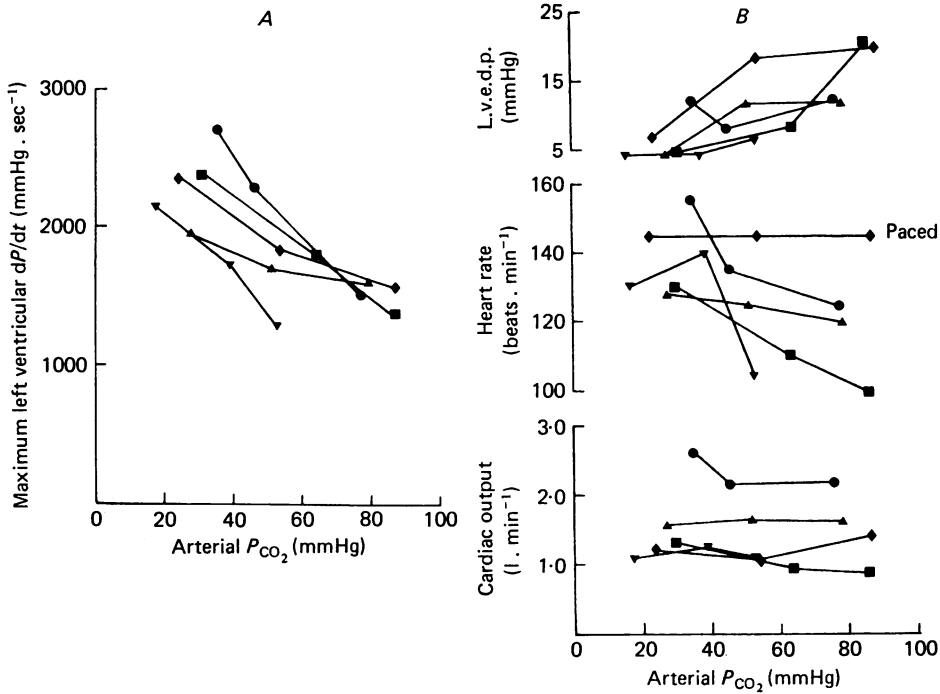 A
Maximum left ventricular dP/dt (mmHg . sec⁻¹)
3000
2000
1000
0
20
40
60
80
100
Arterial P_CO₂ (mmHg)
B
L.v.e.d.p.
(mmHg)
25
15
5
Heart rate
(beats . min⁻¹)
160
140
120
100
Paced
Cardiac output
(l . min⁻¹)
3·0
2·0
1·0
0
20
40
60
80
100
Arterial P_CO₂ (mmHg)